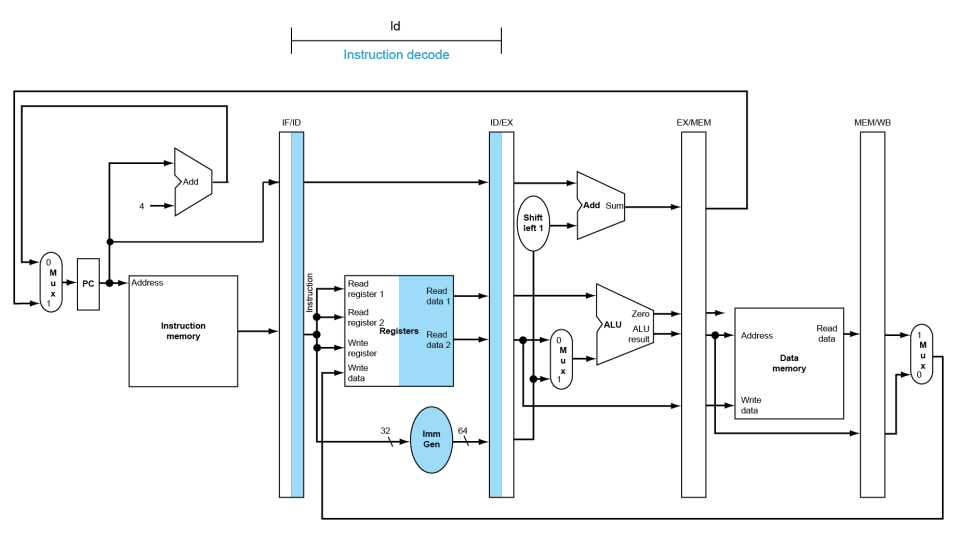 Id
Instruction decode
IF/ID
ID/EX
EX/MEM
MEM/WB
Add
4
0
M
u
x
1
PC
Address
Instruction
memory
Instruction
Read
register 1
Read
register 2
Write
register
Write
data
Registers
Read
data 1
Read
data 2
32
Imm
Gen
64
Shift
left 1
Add Sum
0
M
u
x
1
ALU
Zero
ALU
result
Address
Write
data
Data
memory
Read
data
1
M
u
x
0